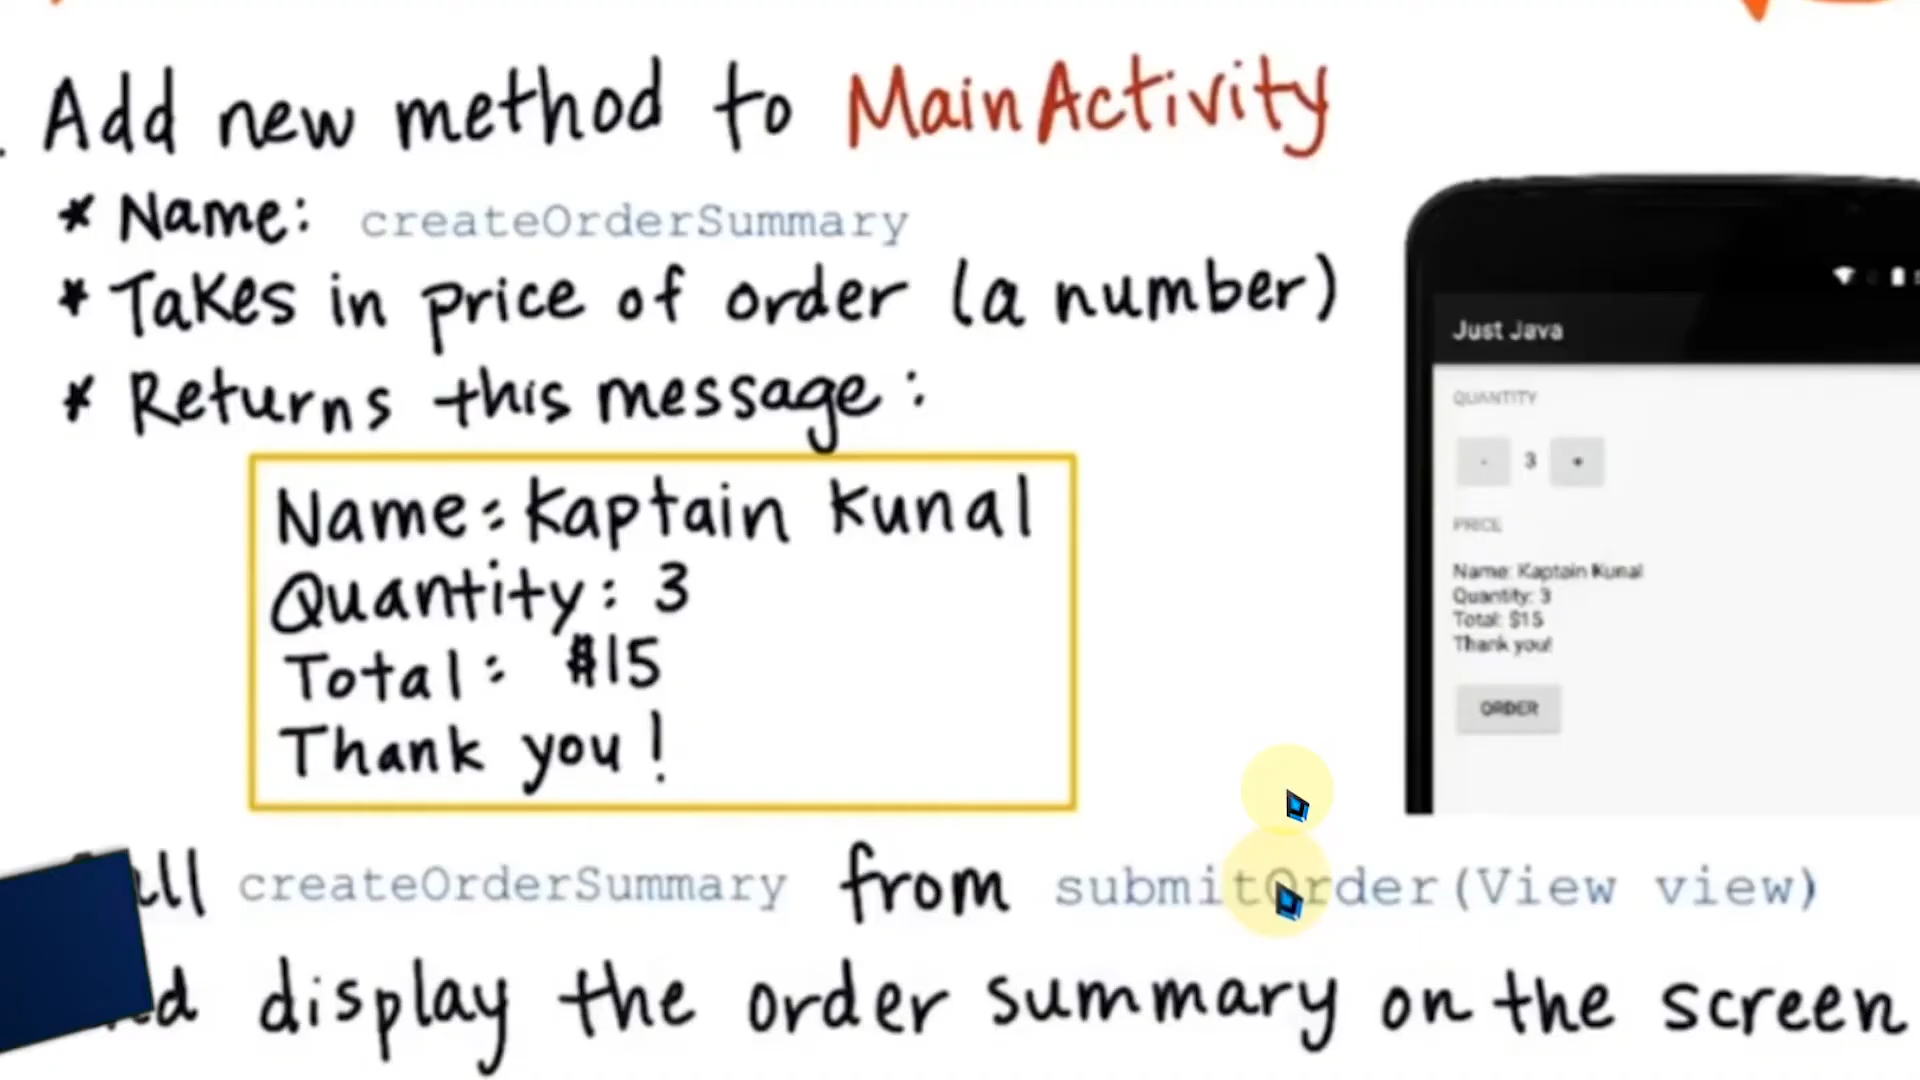 Add new method to MainActivity
* Name: createOrderSummary
* Takes in price of order (a number)
* Returns this message:
Name: Kaptain Kunal
Quantity: 3
Total: $15
Thank you!
createOrderSummary from submitOrder(View view)
display the order summary on the screen
Just Java
QUANTITY
- 3 +
PRICE
Name: Kaptain Kunal
Quantity: 3
Total: $15
Thank you!
ORDER